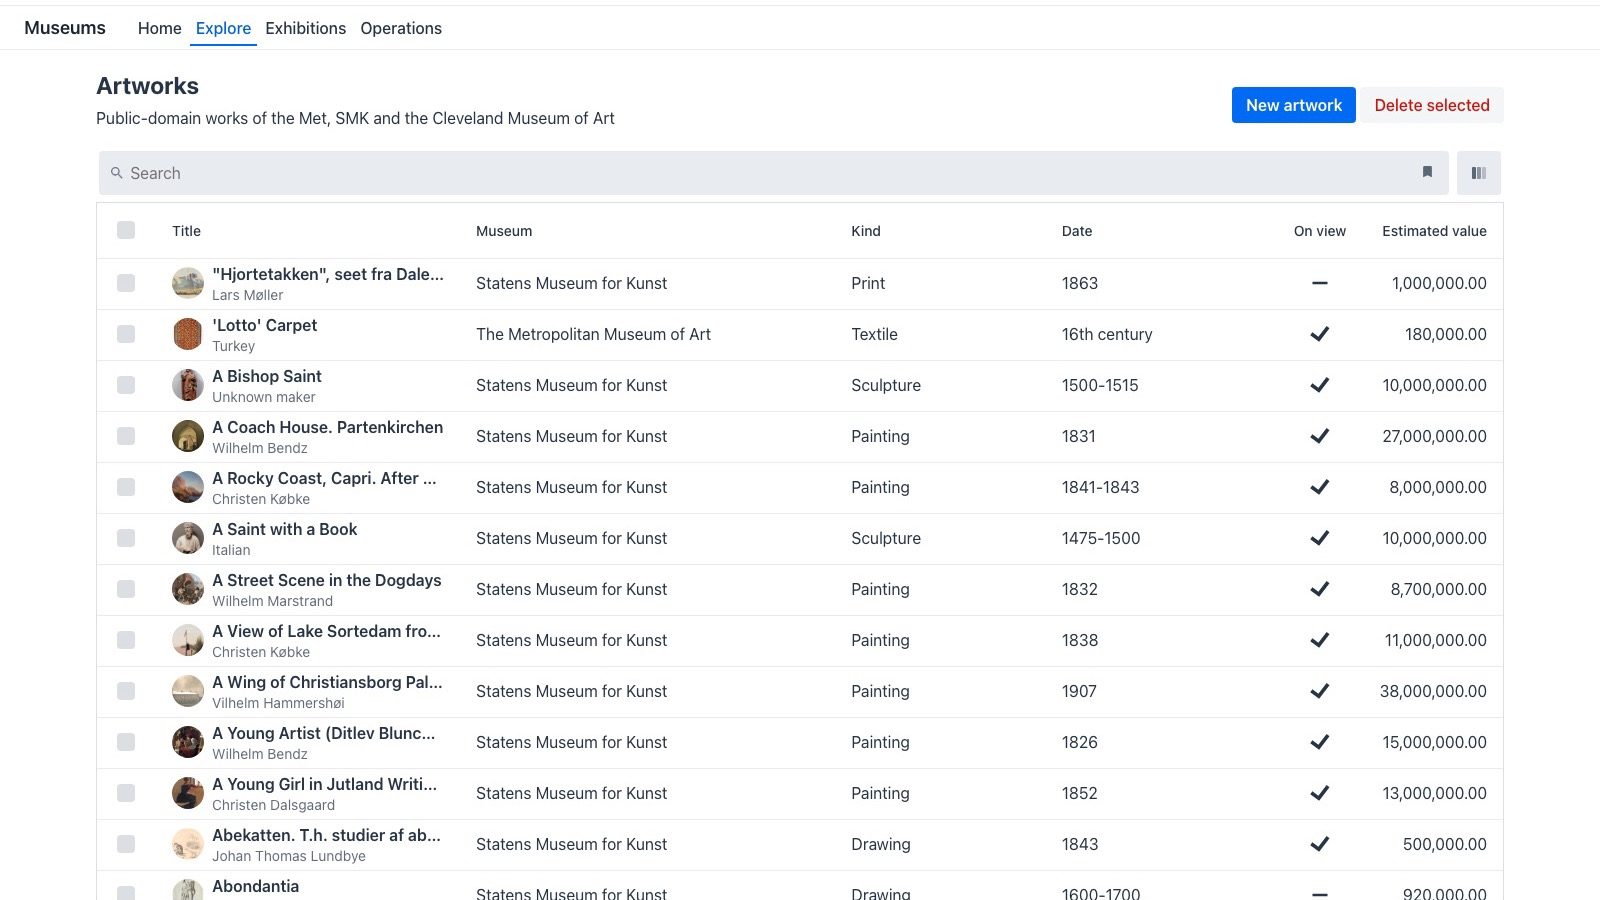 Museums Home Explore Exhibitions Operations
Artworks
Public-domain works of the Met, SMK and the Cleveland Museum of Art
New artwork Delete selected
Search
Title Museum Kind Date On view Estimated value
"Hjortetakken", seet fra Dale...
Lars Møller
Statens Museum for Kunst Print 1863 1,000,000.00
'Lotto' Carpet
Turkey
The Metropolitan Museum of Art Textile 16th century 180,000.00
A Bishop Saint
Unknown maker
Statens Museum for Kunst Sculpture 1500-1515 10,000,000.00
A Coach House. Partenkirchen
Wilhelm Bendz
Statens Museum for Kunst Painting 1831 27,000,000.00
A Rocky Coast, Capri. After ...
Christen Købke
Statens Museum for Kunst Painting 1841-1843 8,000,000.00
A Saint with a Book
Italian
Statens Museum for Kunst Sculpture 1475-1500 10,000,000.00
A Street Scene in the Dogdays
Wilhelm Marstrand
Statens Museum for Kunst Painting 1832 8,700,000.00
A View of Lake Sortedam fro...
Christen Købke
Statens Museum for Kunst Painting 1838 11,000,000.00
A Wing of Christiansborg Pal...
Vilhelm Hammershøi
Statens Museum for Kunst Painting 1907 38,000,000.00
A Young Artist (Ditlev Blunc...
Wilhelm Bendz
Statens Museum for Kunst Painting 1826 15,000,000.00
A Young Girl in Jutland Writi...
Christen Dalsgaard
Statens Museum for Kunst Painting 1852 13,000,000.00
Abekatten. T.h. studier af ab...
Johan Thomas Lundbye
Statens Museum for Kunst Drawing 1843 500,000.00
Abondantia
Statens Museum for Kunst Drawing 1600-1700 920,000.00